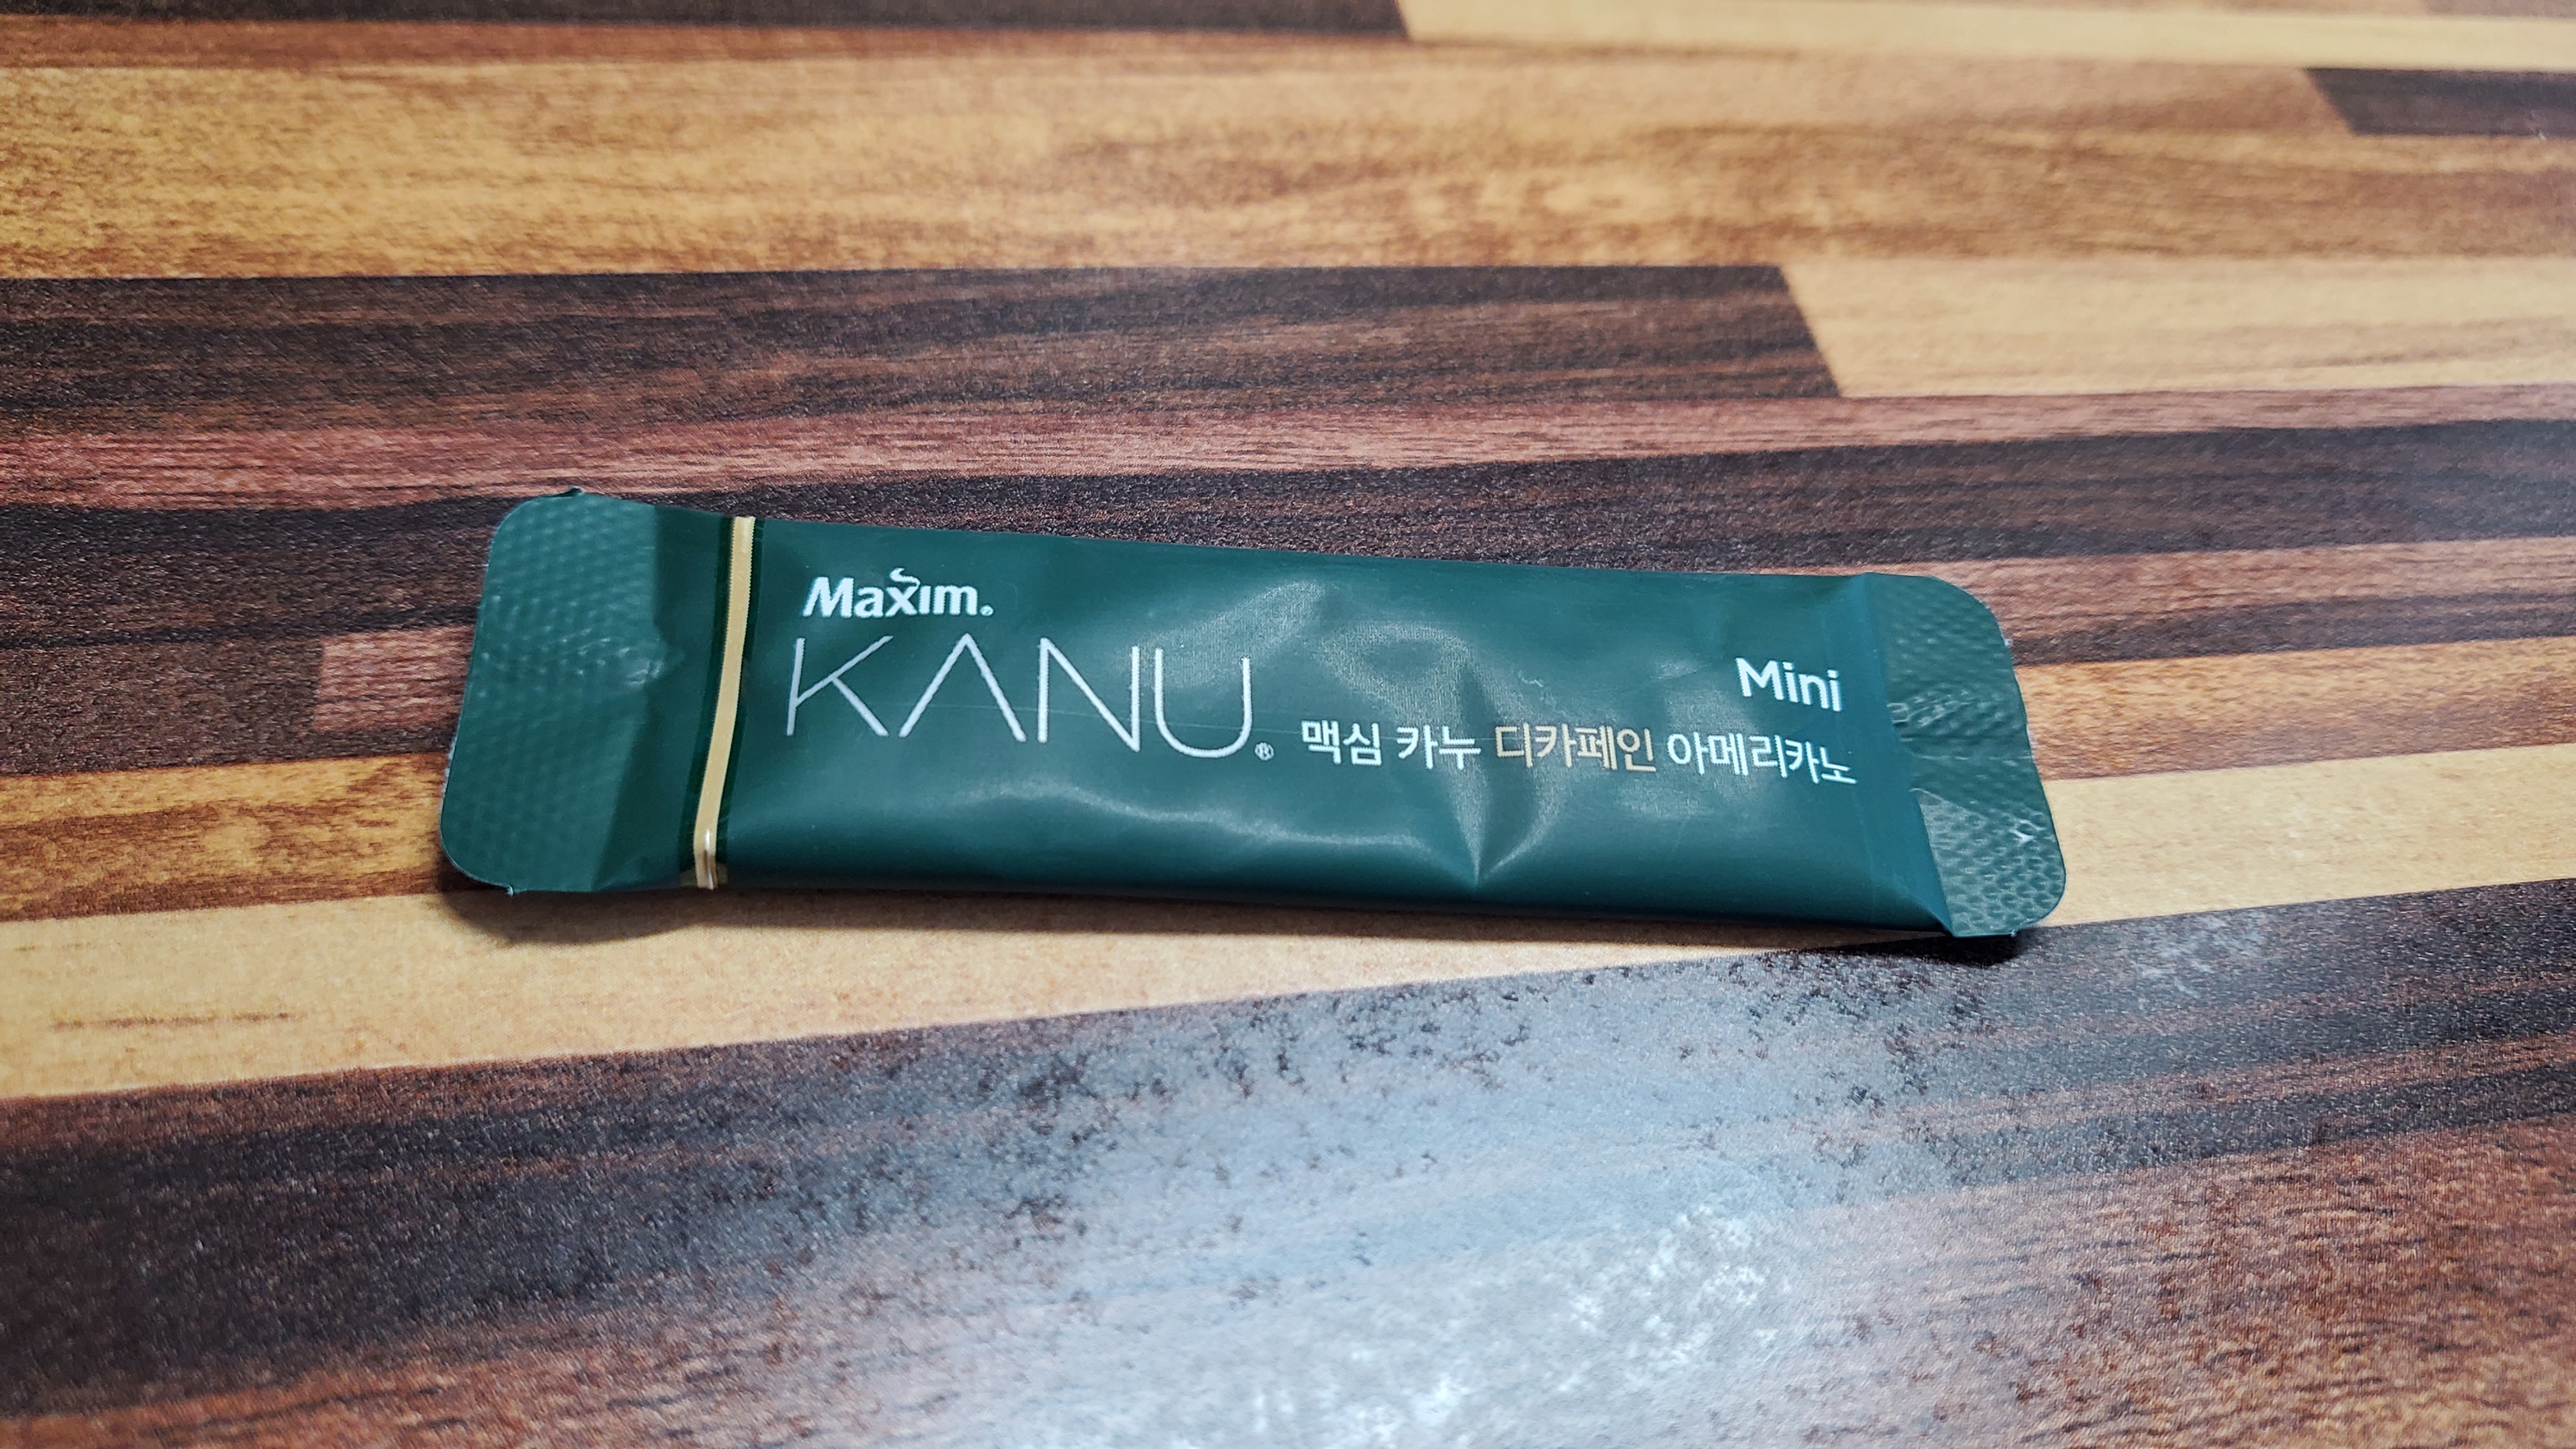 Maxim.
KANU®
Mini
맥심 카누 디카페인 아메리카노